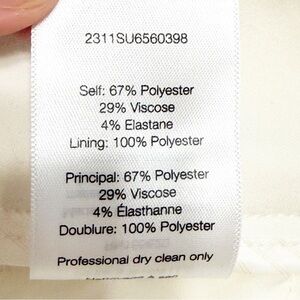 2311SU6560398
Self: 67% Polyester
29% Viscose
4% Elastane
Lining: 100% Polyester
Principal: 67% Polyester
29% Viscose
4% Élasthanne
Doublure: 100% Polyester
Professional dry clean only